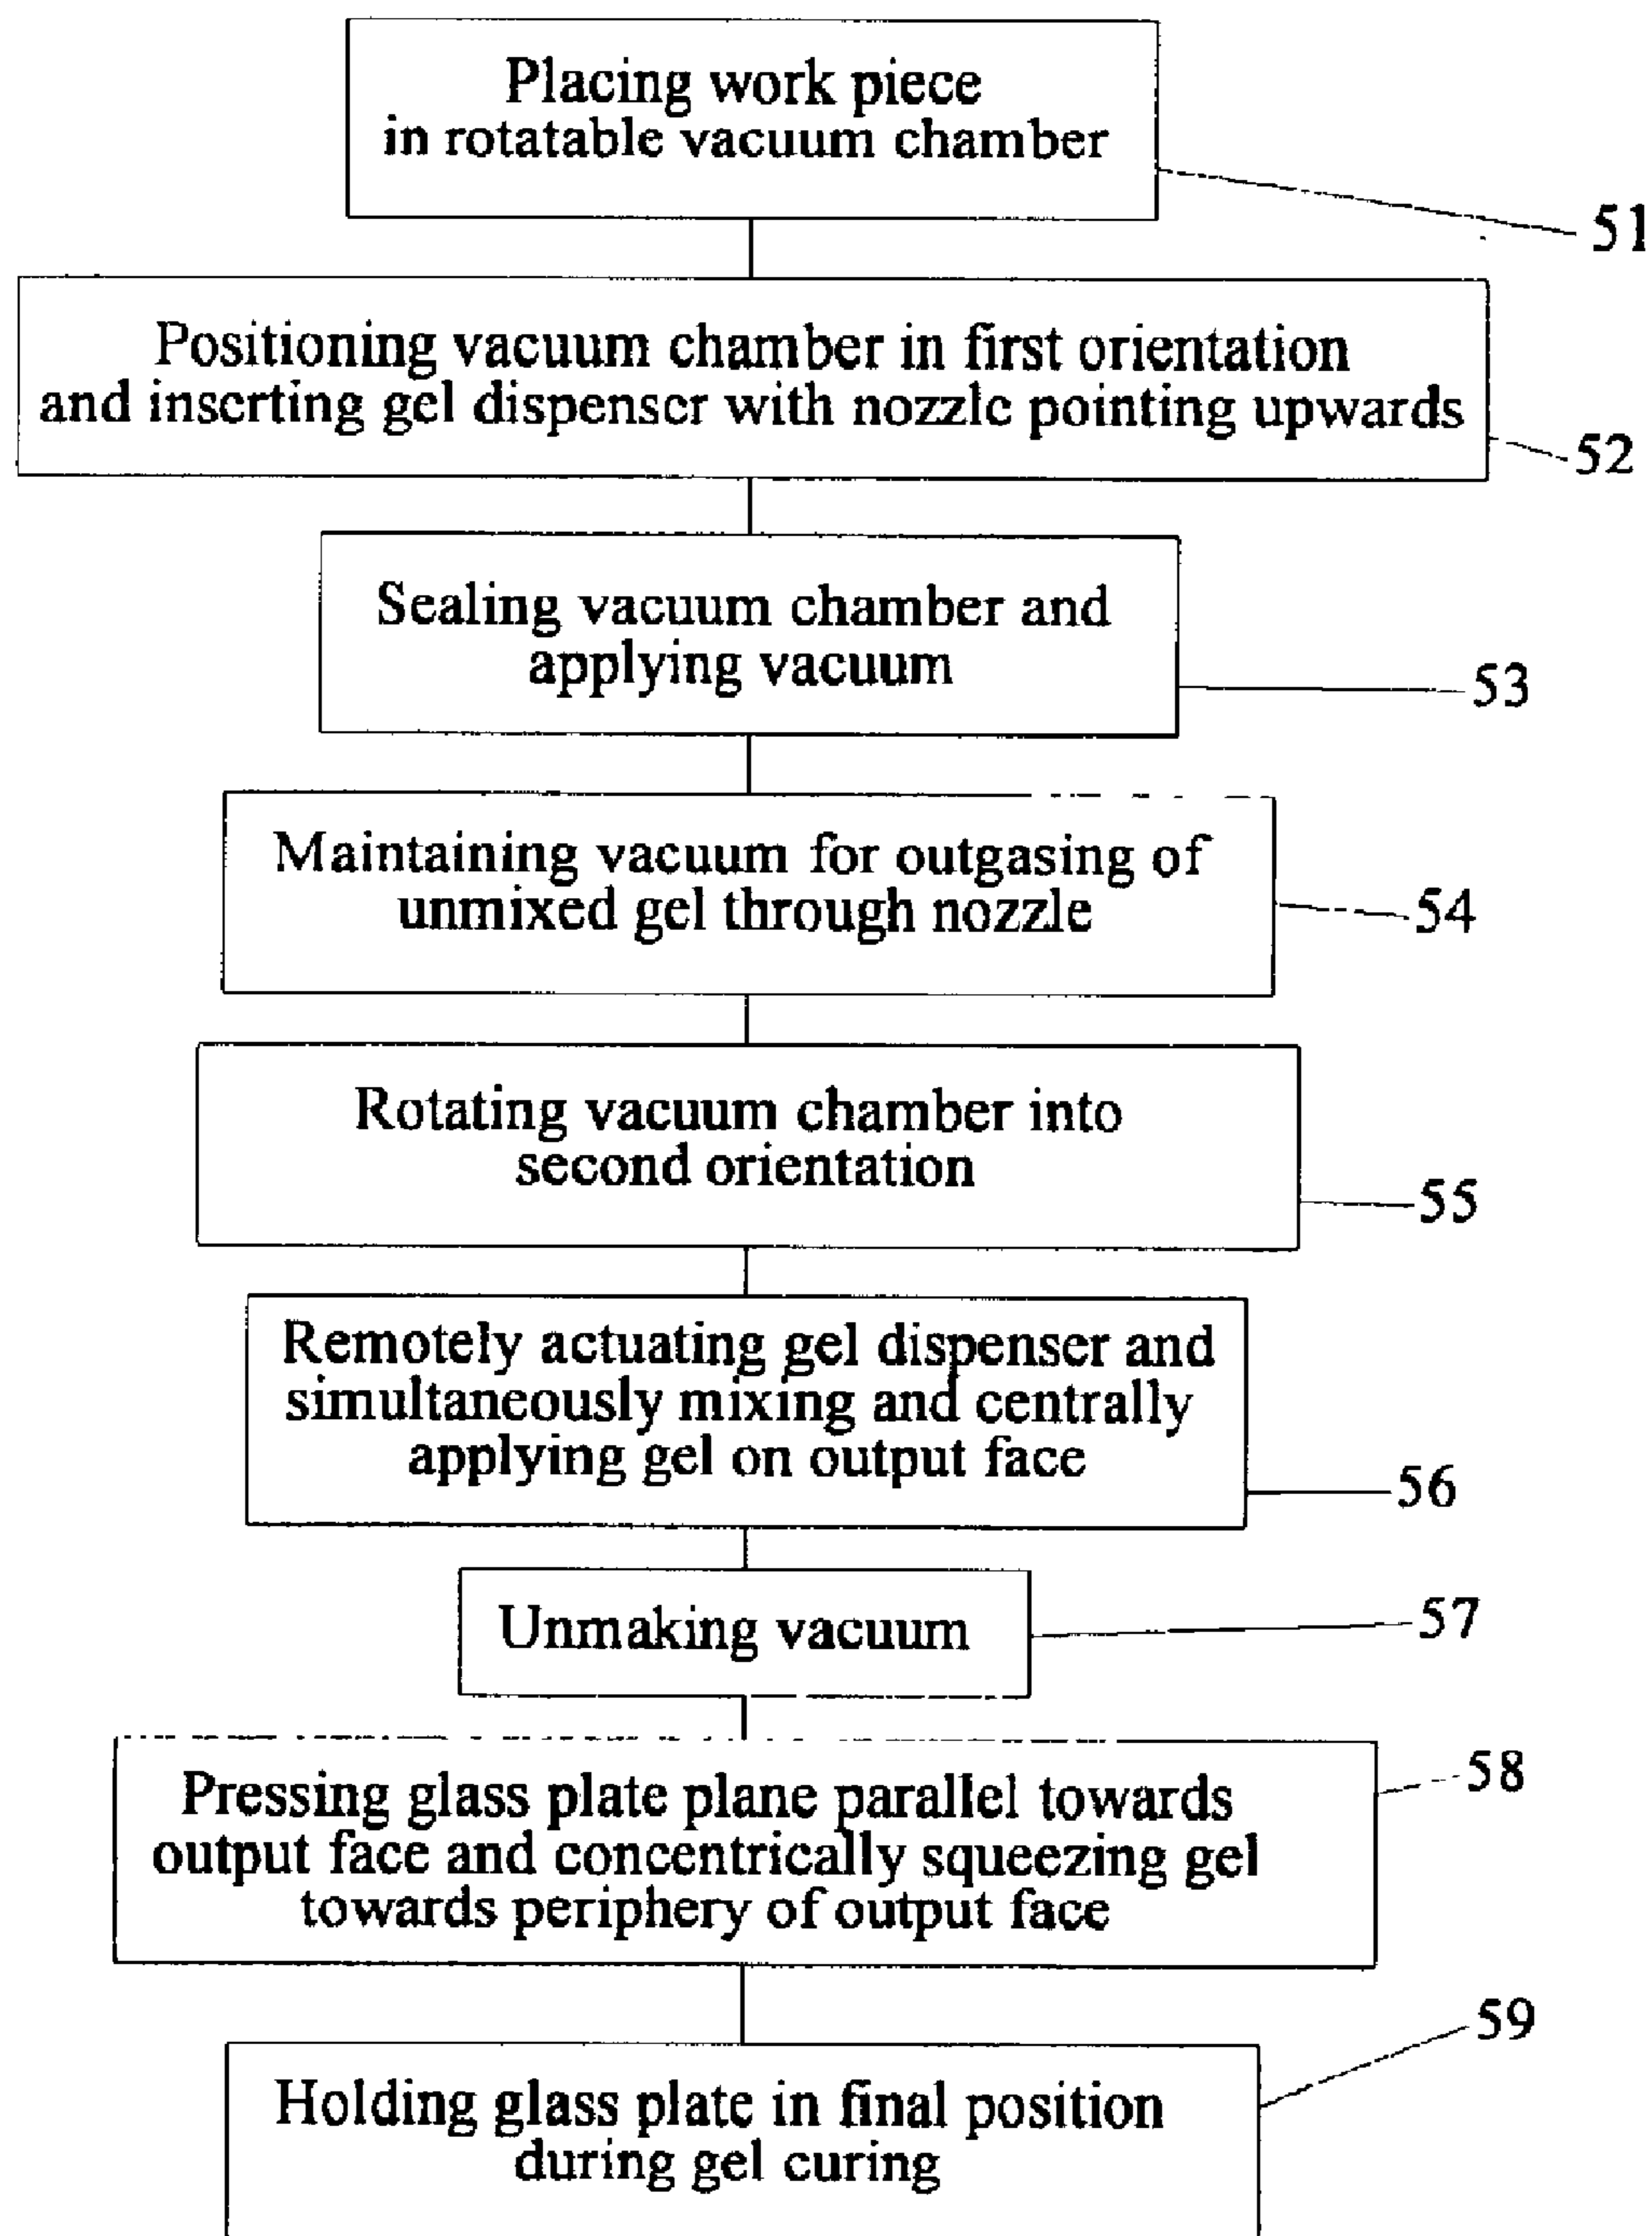 Placing work piece
in rotatable vacuum chamber
51
Positioning vacuum chamber in first orientation
and inserting gel dispenser with nozzle pointing upwards
52
Sealing vacuum chamber and
applying vacuum
53
Maintaining vacuum for outgasing of
unmixed gel through nozzle
54
Rotating vacuum chamber into
second orientation
55
Remotely actuating gel dispenser and
simultaneously mixing and centrally
applying gel on output face
56
Unmaking vacuum
57
Pressing glass plate plane parallel towards
output face and concentrically squeezing gel
towards periphery of output face
58
Holding glass plate in final position
during gel curing
59